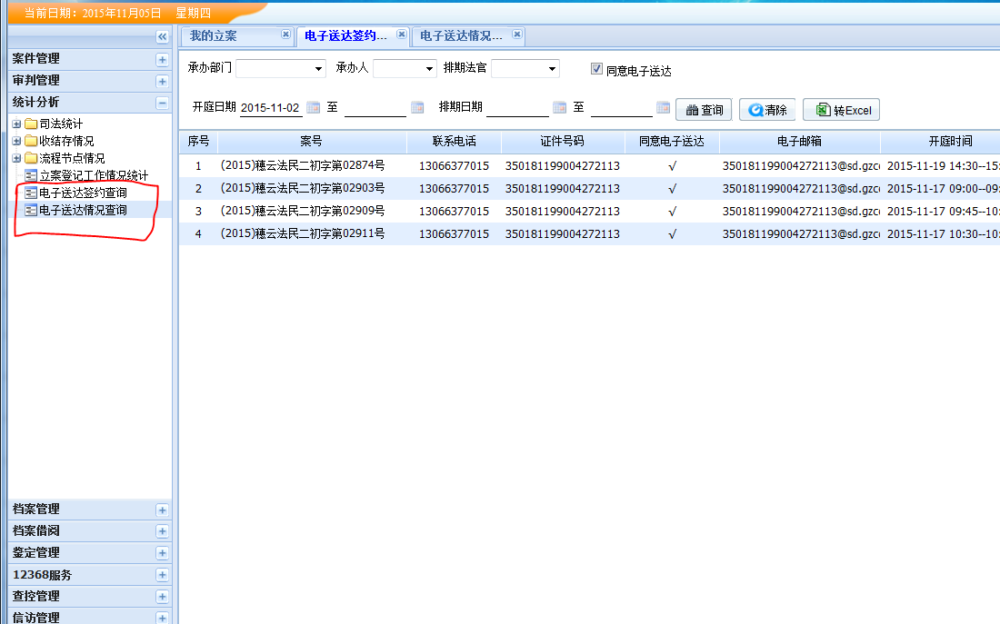 当前日期：2015年11月05日 星期四
案件管理
审判管理
统计分析
司法统计
收结存情况
流程节点情况
立案登记工作情况统计
电子送达签约查询
电子送达情况查询
档案管理
档案借阅
鉴定管理
12368服务
查控管理
信访管理
我的立案 电子送达签约... 电子送达情况...
承办部门 承办人 排期法官 同意电子送达
开庭日期 2015-11-02 至 排期日期 至 查询 清除 转Excel
序号 案号 联系电话 证件号码 同意电子送达 电子邮箱 开庭时间
1 (2015)穗云法民二初字第02874号 13066377015 350181199004272113 √ 350181199004272113@sd.gzc 2015-11-19 14:30--15:
2 (2015)穗云法民二初字第02903号 13066377015 350181199004272113 √ 350181199004272113@sd.gzc 2015-11-17 09:00--09:
3 (2015)穗云法民二初字第02909号 13066377015 350181199004272113 √ 350181199004272113@sd.gzc 2015-11-17 09:45--10:
4 (2015)穗云法民二初字第02911号 13066377015 350181199004272113 √ 350181199004272113@sd.gzc 2015-11-17 10:30--10: